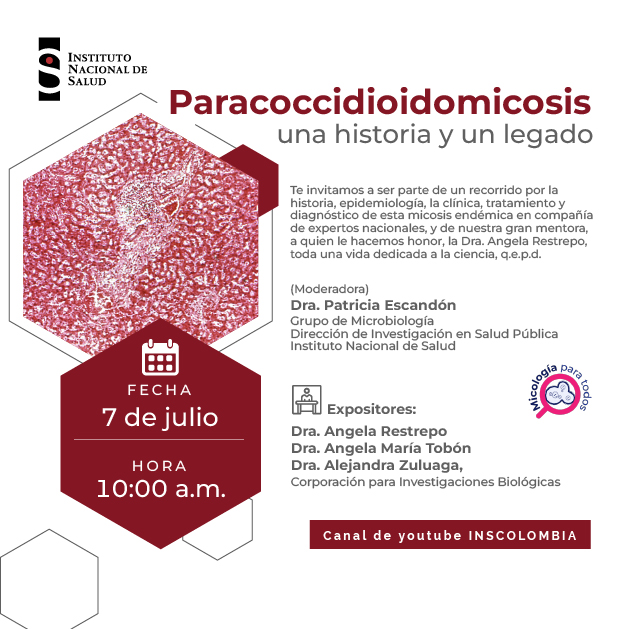 INSTITUTO
NACIONAL DE
SALUD
Paracoccidioidomicosis
una historia y un legado
Te invitamos a ser parte de un recorrido por la
historia, epidemiología, la clínica, tratamiento y
diagnóstico de esta micosis endémica en compañía
de expertos nacionales, y de nuestra gran mentora,
a quien le hacemos honor, la Dra. Angela Restrepo,
toda una vida dedicada a la ciencia, q.e.p.d.
(Moderadora)
Dra. Patricia Escandón
Grupo de Microbiología
Dirección de Investigación en Salud Pública
Instituto Nacional de Salud
FECHA
7 de julio
HORA
10:00 a.m.
Micología para todos
Expositores:
Dra. Angela Restrepo
Dra. Angela María Tobón
Dra. Alejandra Zuluaga,
Corporación para Investigaciones Biológicas
Canal de youtube INSCOLOMBIA